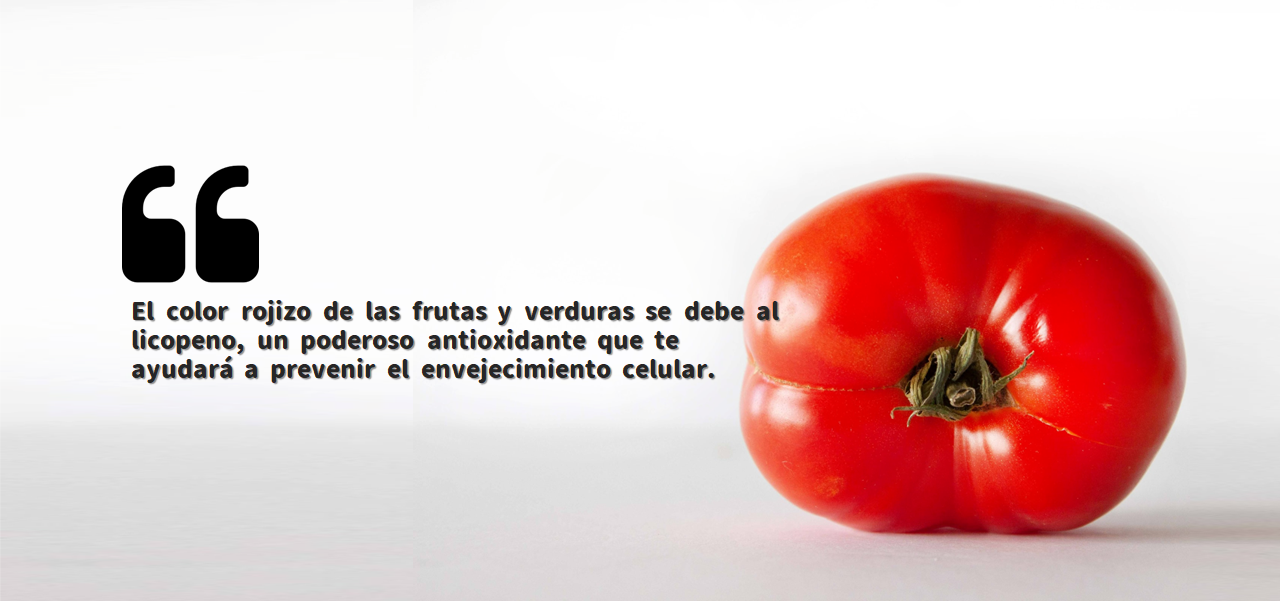 El color rojizo de las frutas y verduras se debe al
licopeno, un poderoso antioxidante que te
ayudará a prevenir el envejecimiento celular.